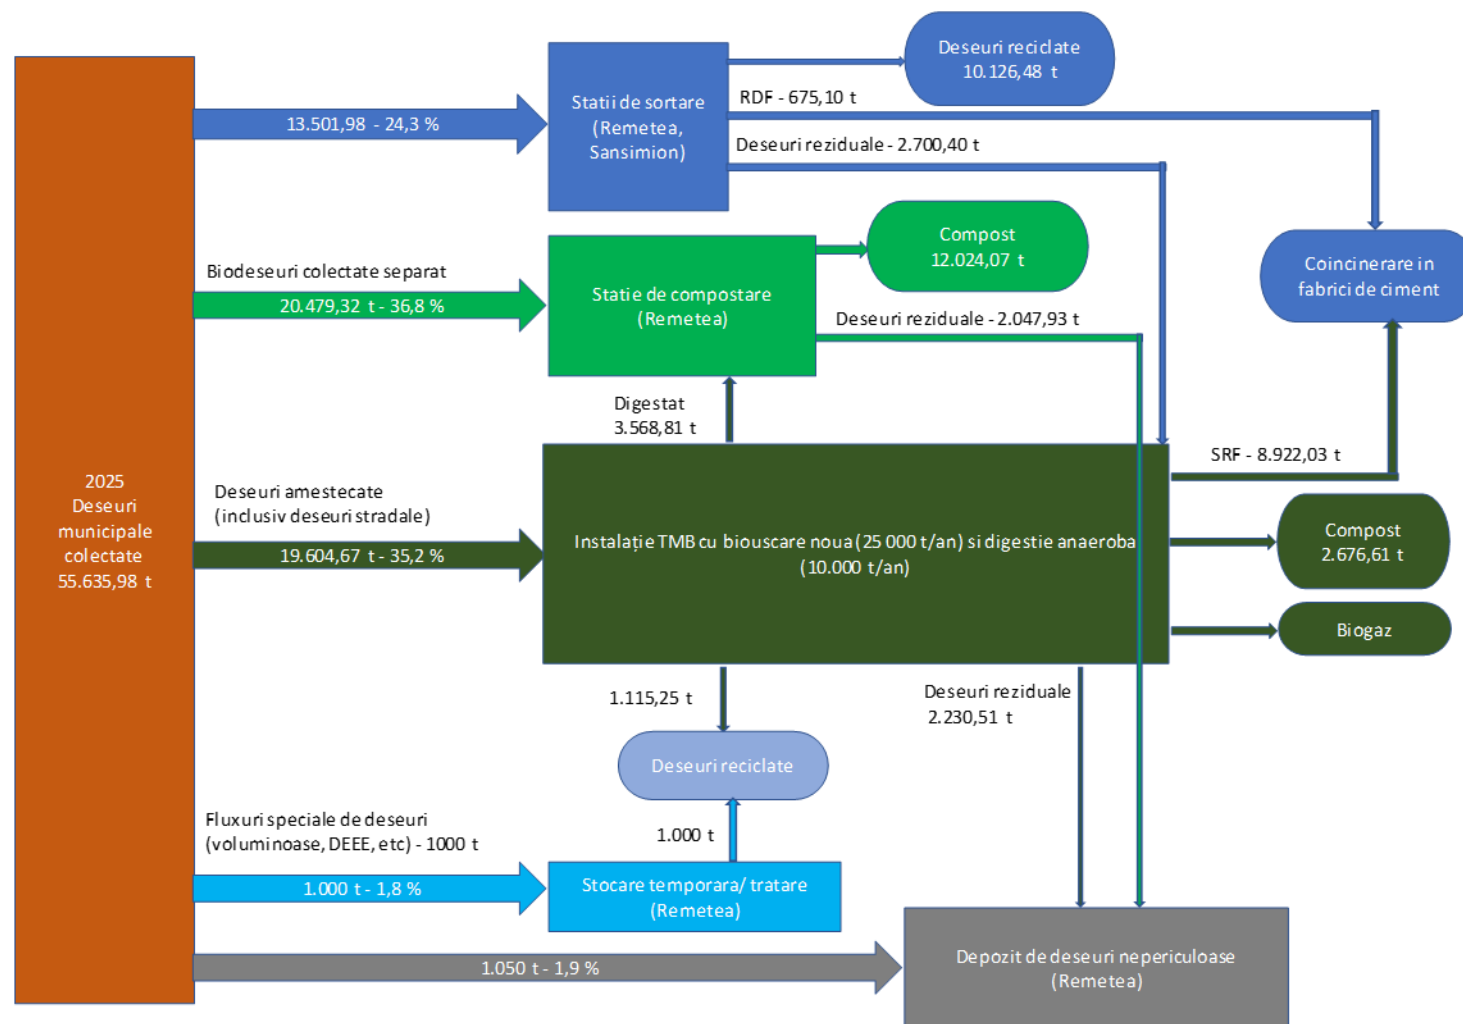 2025
Deseuri
municipale
colectate
55.635,98 t
13.501,98 - 24,3 %
Statii de sortare
(Remetea,
Sansimion)
Deseuri reciclate
10.126,48 t
RDF - 675,10 t
Deseuri reziduale - 2.700,40 t
Biodeseuri colectate separat
20.479,32 t - 36,8 %
Statie de compostare
(Remetea)
Compost
12.024,07 t
Deseuri reziduale - 2.047,93 t
Coincinerare in
fabrici de ciment
Digestat
3.568,81 t
Deseuri amestecate
(inclusiv deseuri stradale)
19.604,67 t - 35,2 %
Instalație TMB cu biouscare noua (25 000 t/an) si digestie anaeroba
(10.000 t/an)
SRF - 8.922,03 t
Compost
2.676,61 t
Biogaz
1.115,25 t
Deseuri reziduale
2.230,51 t
Deseuri reciclate
Fluxuri speciale de deseuri
(voluminoase, DEEE, etc) - 1000 t
1.000 t - 1,8 %
1.000 t
Stocare temporara/ tratare
(Remetea)
1.050 t - 1,9 %
Depozit de deseuri nepericuloase
(Remetea)